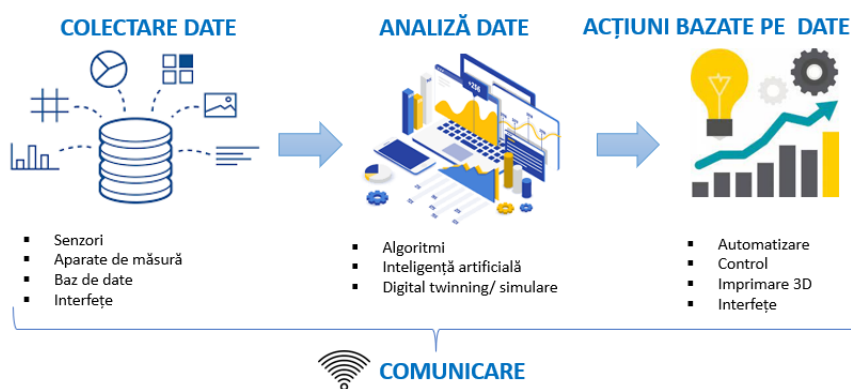 COLECTARE DATE
ANALIZĂ DATE
ACȚIUNI BAZATE PE DATE
+256
▪ Senzori
▪ Aparate de măsură
▪ Baz de date
▪ Interfețe
▪ Algoritmi
▪ Inteligență artificială
▪ Digital twinning/ simulare
▪ Automatizare
▪ Control
▪ Imprimare 3D
▪ Interfețe
COMUNICARE